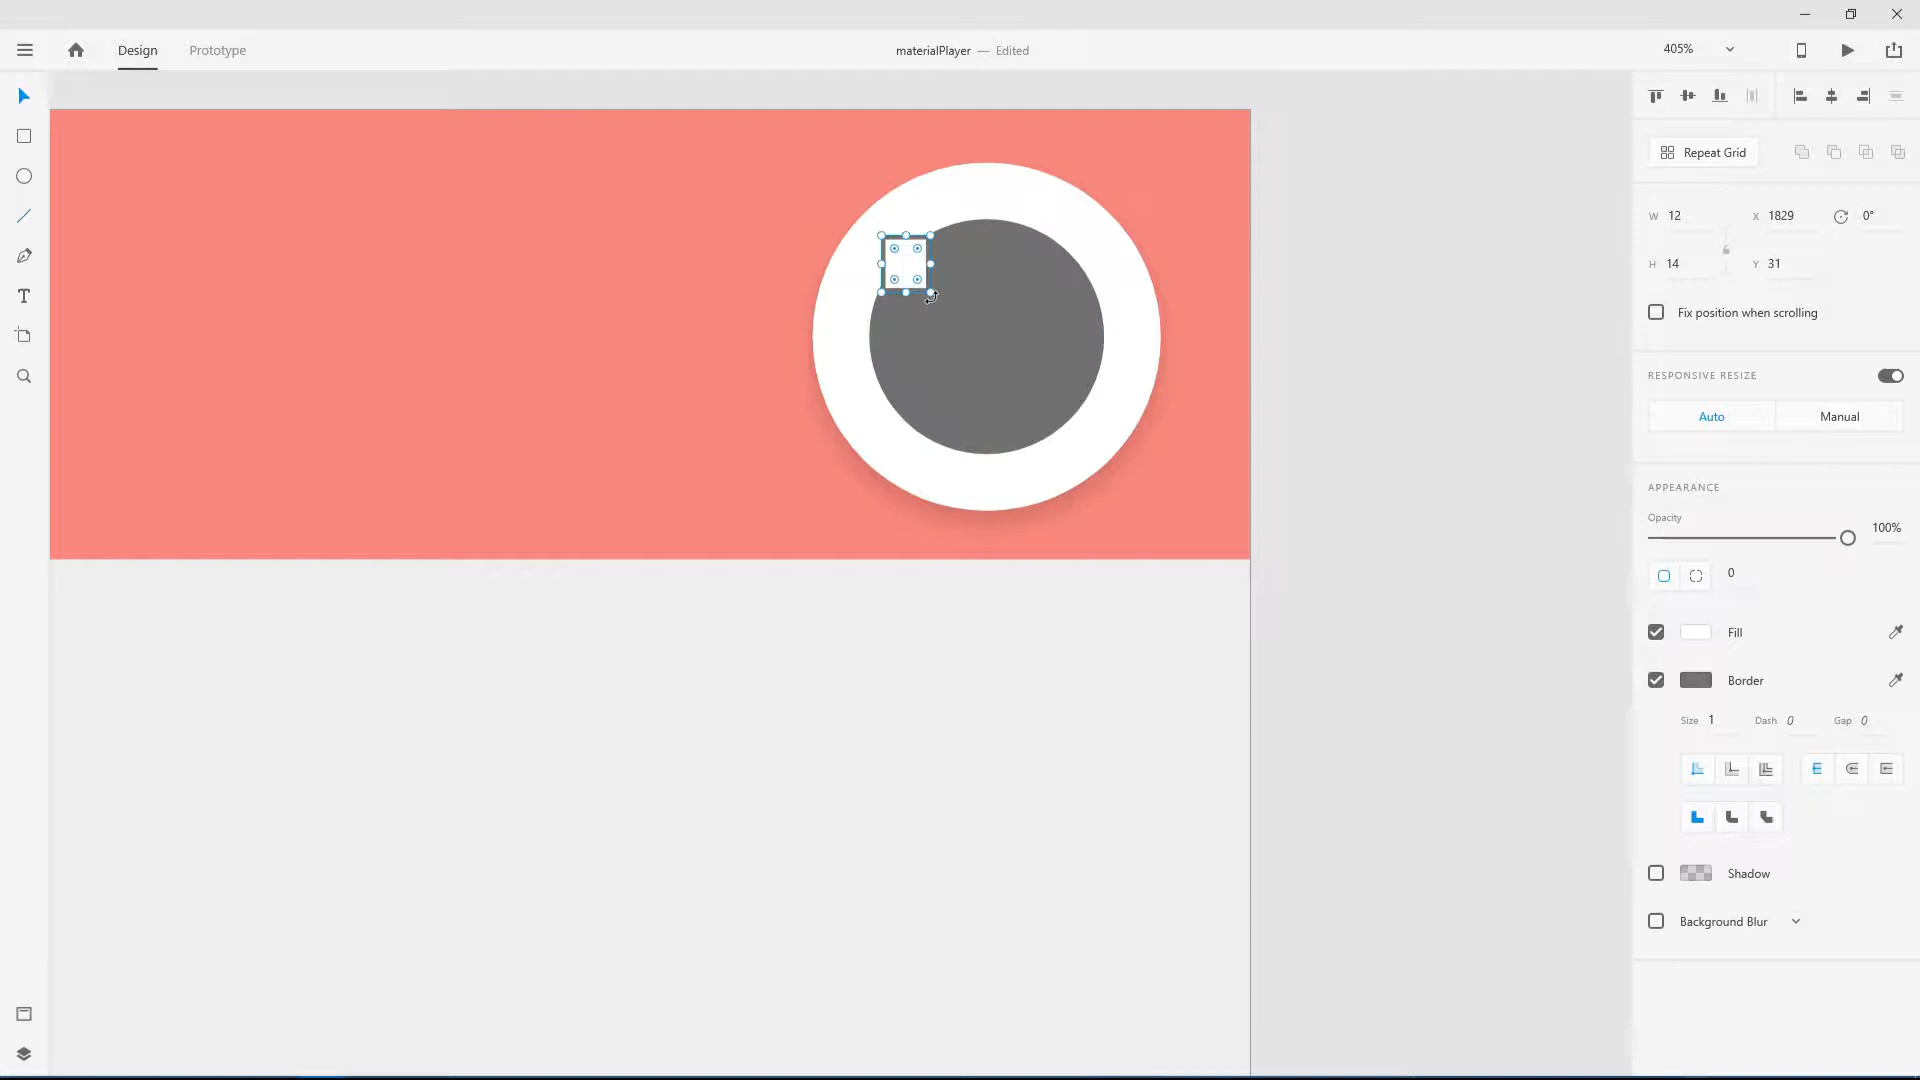 Design Prototype materialPlayer — Edited 405%
Repeat Grid
W 12 X 1829 0°
H 14 Y 31
Fix position when scrolling
RESPONSIVE RESIZE
Auto Manual
APPEARANCE
Opacity
100%
0
Fill
Border
Size 1 Dash 0 Gap 0
Shadow
Background Blur